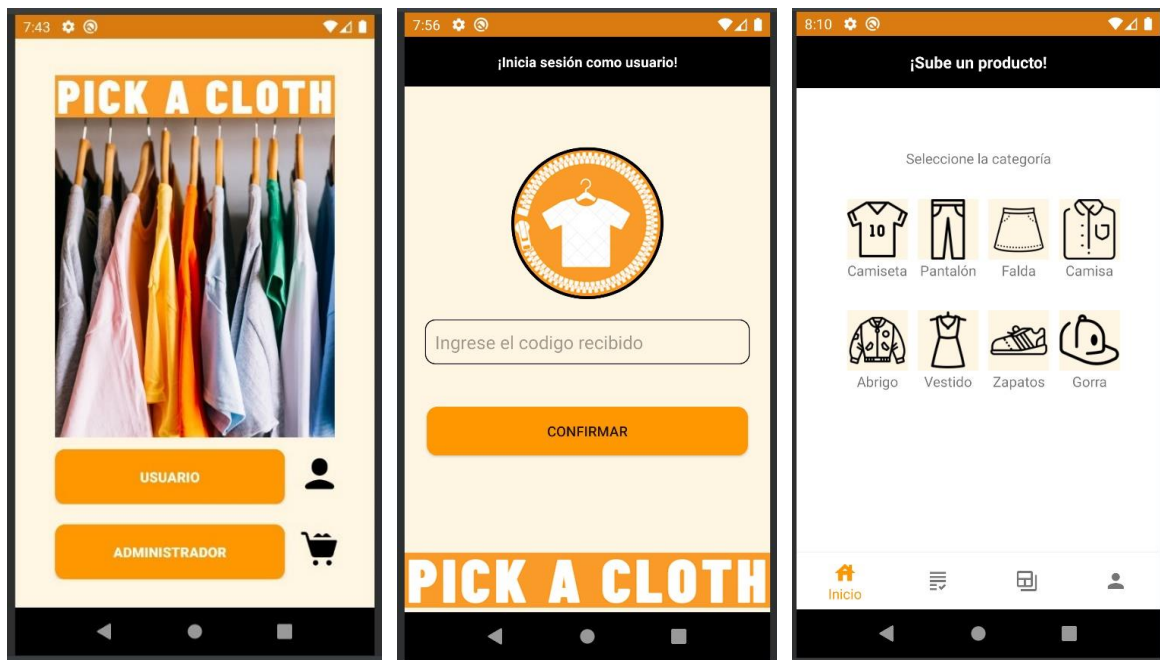 7:43
PICK A CLOTH
USUARIO
ADMINISTRADOR
7:56
¡Inicia sesión como usuario!
Ingrese el codigo recibido
CONFIRMAR
PICK A CLOTH
8:10
¡Sube un producto!
Seleccione la categoría
10
Camiseta Pantalón Falda Camisa
Abrigo Vestido Zapatos Gorra
Inicio